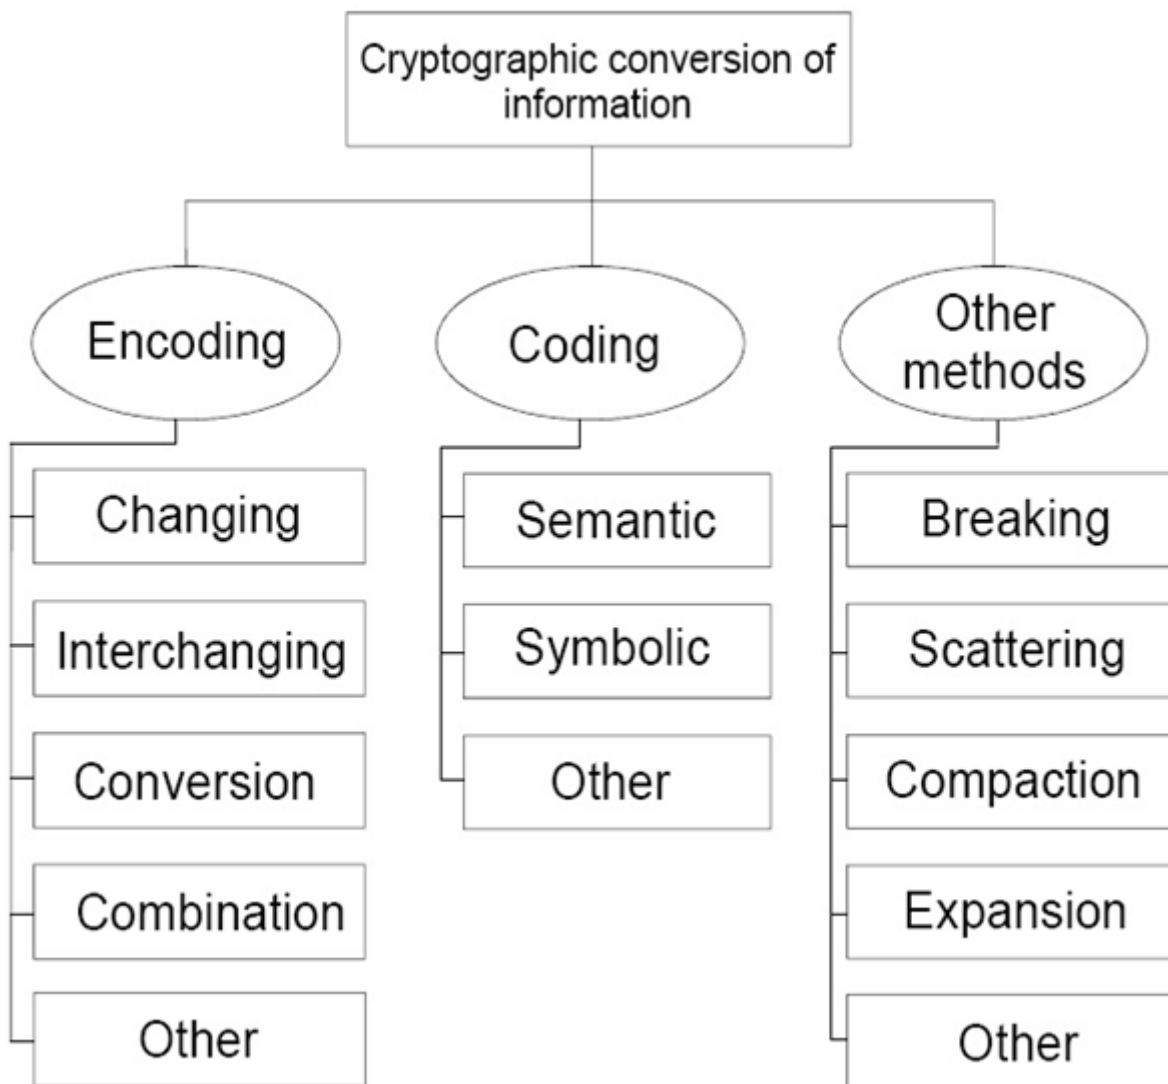 Cryptographic conversion of
information
Encoding
Coding
Other
methods
Changing
Interchanging
Conversion
Combination
Other
Semantic
Symbolic
Other
Breaking
Scattering
Compaction
Expansion
Other